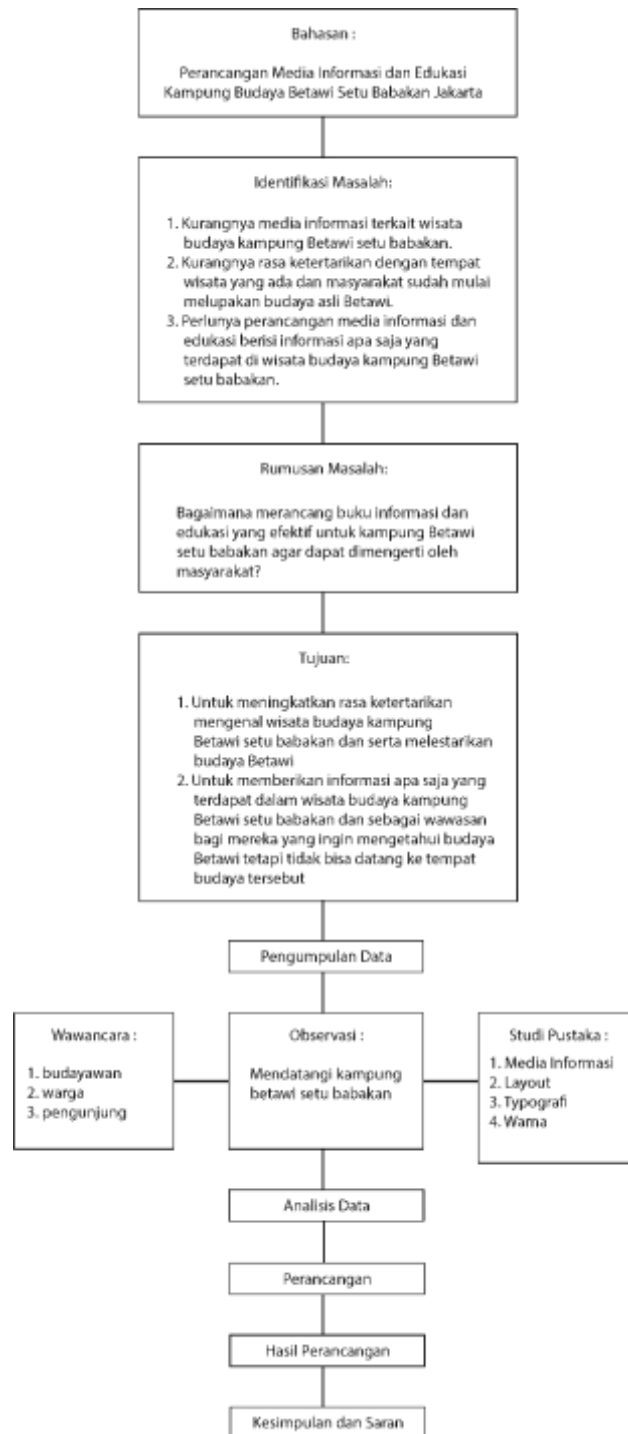 Bahasan :
Perancangan Media Informasi dan Edukasi
Kampung Budaya Betawi Setu Babakan Jakarta
Identifikasi Masalah:
1. Kurangnya media informasi terkait wisata
budaya kampung Betawi setu babakan.
2. Kurangnya rasa ketertarikan dengan tempat
wisata yang ada dan masyarakat sudah mulai
melupakan budaya asli Betawi.
3. Perlunya perancangan media informasi dan
edukasi berisi informasi apa saja yang
terdapat di wisata budaya kampung Betawi
setu babakan.
Rumusan Masalah:
Bagaimana merancang buku informasi dan
edukasi yang efektif untuk kampung Betawi
setu babakan agar dapat dimengerti oleh
masyarakat?
Tujuan:
1. Untuk meningkatkan rasa ketertarikan
mengenal wisata budaya kampung
Betawi setu babakan dan serta melestarikan
budaya Betawi
2. Untuk memberikan informasi apa saja yang
terdapat dalam wisata budaya kampung
Betawi setu babakan dan sebagai wawasan
bagi mereka yang ingin mengetahui budaya
Betawi tetapi tidak bisa datang ke tempat
budaya tersebut
Pengumpulan Data
Wawancara :
1. budayawan
2. warga
3. pengunjung
Observasi :
Mendatangi kampung
betawi setu babakan
Studi Pustaka :
1. Media Informasi
2. Layout
3. Typografi
4. Warna
Analisis Data
Perancangan
Hasil Perancangan
Kesimpulan dan Saran